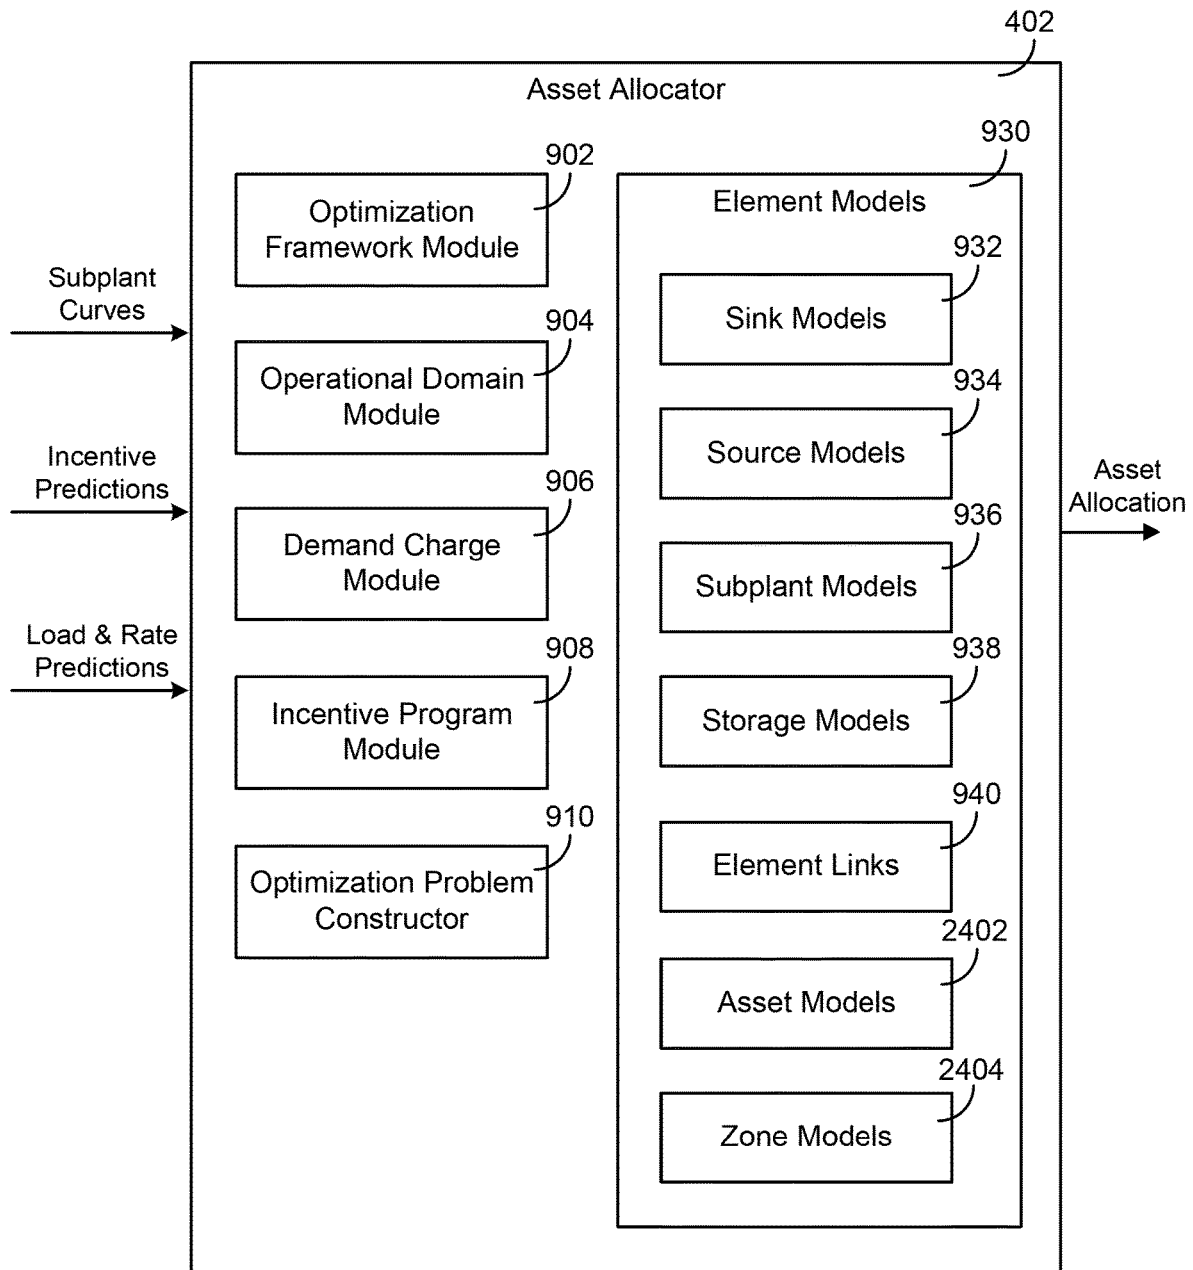 402
Asset Allocator
930
902
Element Models
Optimization
Framework Module
932
Sink Models
Subplant
Curves
904
Operational Domain
Module
934
Source Models
Incentive
Predictions
906
Demand Charge
Module
Asset
Allocation
936
Subplant Models
Load & Rate
Predictions
908
Incentive Program
Module
938
Storage Models
910
Optimization Problem
Constructor
940
Element Links
2402
Asset Models
2404
Zone Models